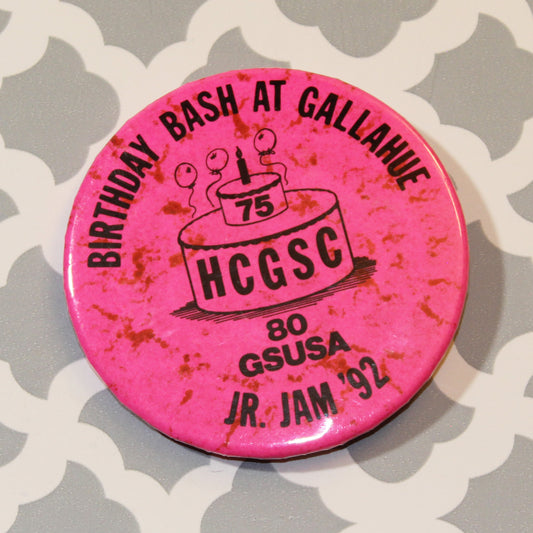 BIRTHDAY BASH AT GALLAHUE
75
HCGSC
80
GSUSA
JR. JAM '92